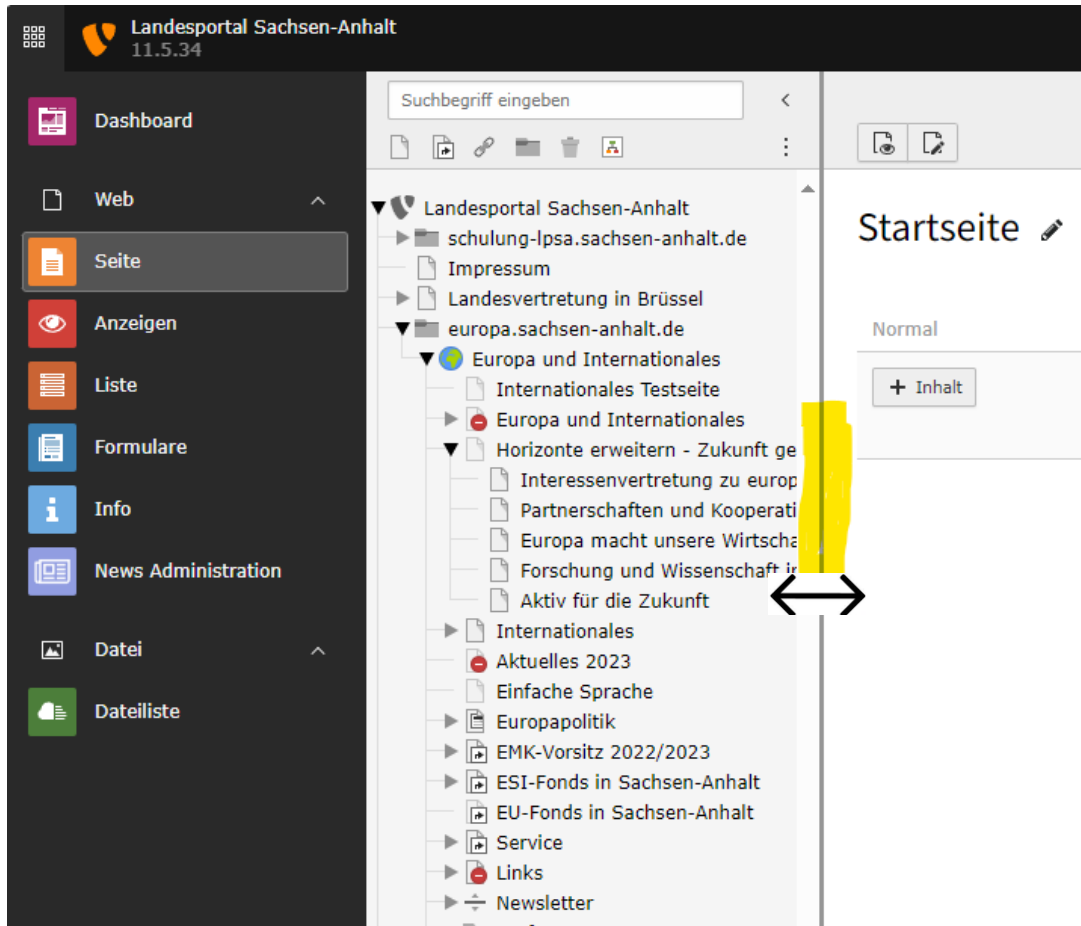 Landesportal Sachsen-Anhalt
11.5.34
Dashboard
Web
Seite
Anzeigen
Liste
Formulare
Info
News Administration
Datei
Dateiliste
Suchbegriff eingeben
Landesportal Sachsen-Anhalt
schulung-lpsa.sachsen-anhalt.de
Impressum
Landesvertretung in Brüssel
europa.sachsen-anhalt.de
Europa und Internationales
Internationales Testseite
Europa und Internationales
Horizonte erweitern - Zukunft ge
Interessenvertretung zu europ
Partnerschaften und Kooperati
Europa macht unsere Wirtscha
Forschung und Wissenschaft i
Aktiv für die Zukunft
Internationales
Aktuelles 2023
Einfache Sprache
Europapolitik
EMK-Vorsitz 2022/2023
ESI-Fonds in Sachsen-Anhalt
EU-Fonds in Sachsen-Anhalt
Service
Links
Newsletter
Startseite
Normal
+ Inhalt